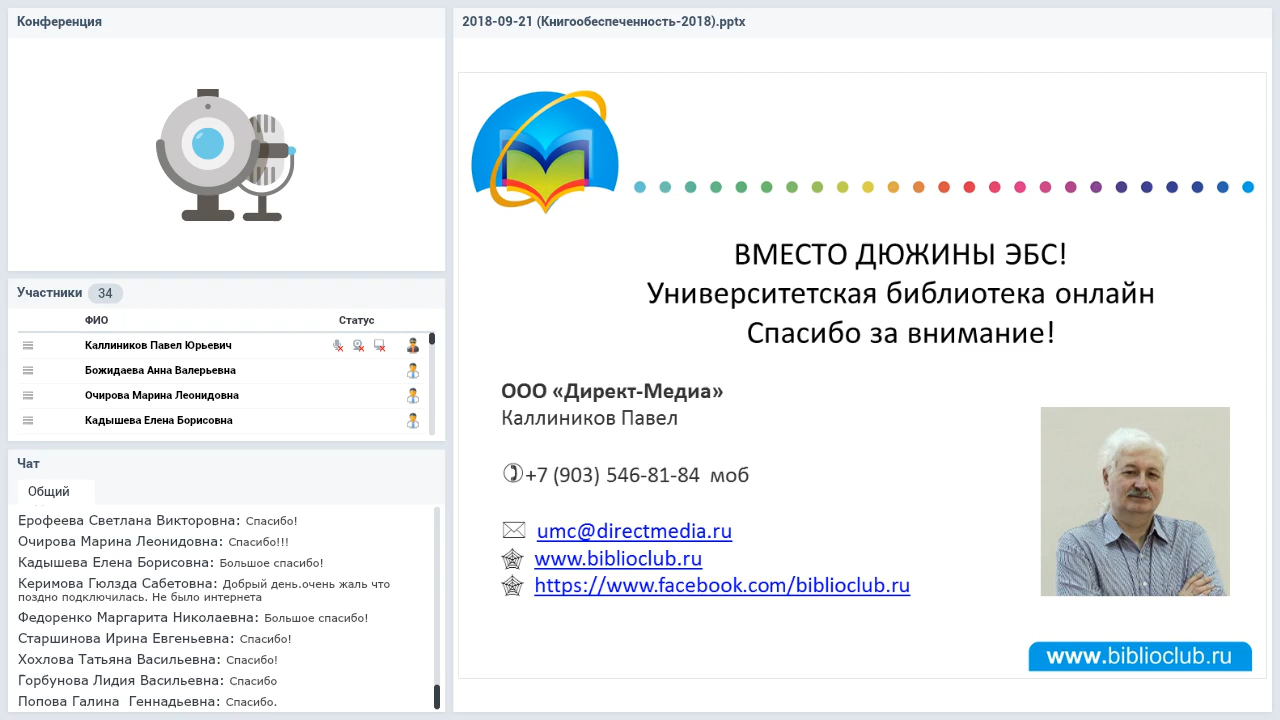 Конференция
Участники 34
ФИО Статус
Каллиников Павел Юрьевич
Божидаева Анна Валерьевна
Очирова Марина Леонидовна
Кадышева Елена Борисовна
Чат
Общий
Ерофеева Светлана Викторовна: Спасибо!
Очирова Марина Леонидовна: Спасибо!!!
Кадышева Елена Борисовна: Большое спасибо!
Керимова Гюлзда Сабетовна: Добрый день.очень жаль что
поздно подключилась. Не было интернета
Федоренко Маргарита Николаевна: Большое спасибо!
Старшинова Ирина Евгеньевна: Спасибо!
Хохлова Татьяна Васильевна: Спасибо!
Горбунова Лидия Васильевна: Спасибо
Попова Галина  Геннадьевна: Спасибо.
2018-09-21 (Книгообеспеченность-2018).pptx
ВМЕСТО ДЮЖИНЫ ЭБС!
Университетская библиотека онлайн
Спасибо за внимание!
ООО «Директ-Медиа»
Каллиников Павел
+7 (903) 546-81-84 моб
umc@directmedia.ru
www.biblioclub.ru
https://www.facebook.com/biblioclub.ru
www.biblioclub.ru